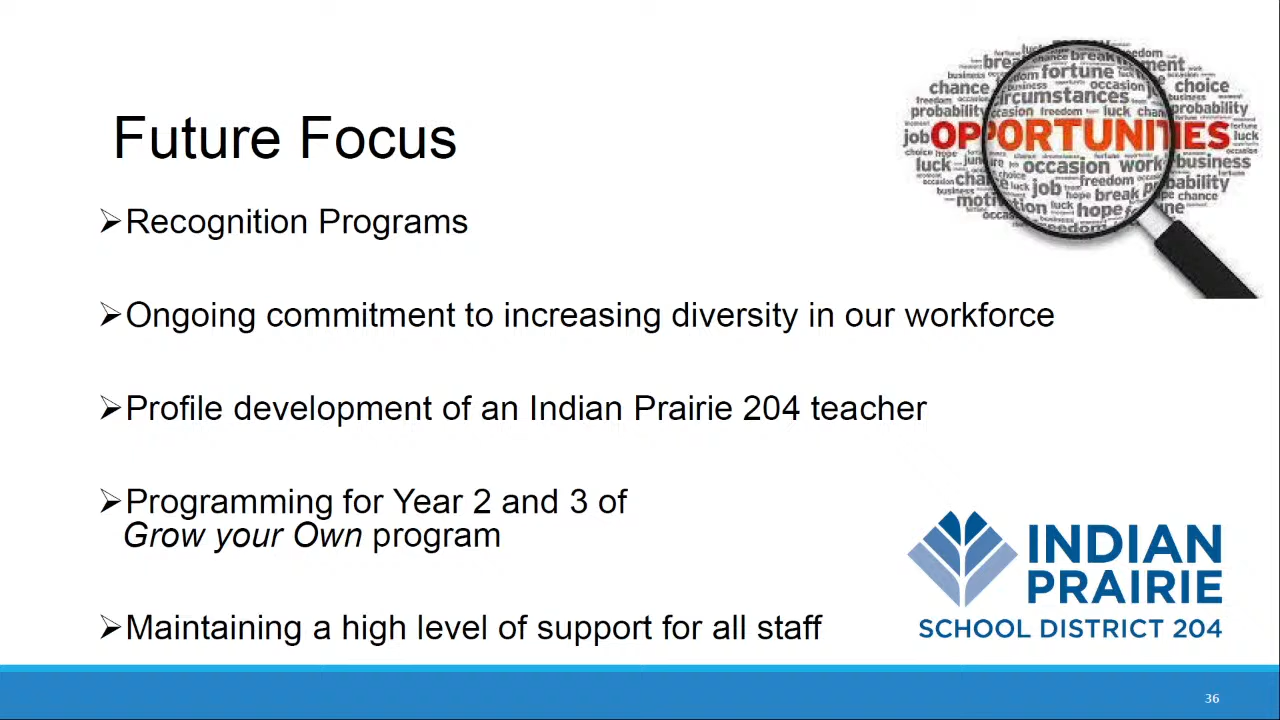 Future Focus
OPPORTUNITIES
➢Recognition Programs
➢Ongoing commitment to increasing diversity in our workforce
➢Profile development of an Indian Prairie 204 teacher
➢Programming for Year 2 and 3 of
Grow your Own program
➢Maintaining a high level of support for all staff
INDIAN
PRAIRIE
SCHOOL DISTRICT 204
36